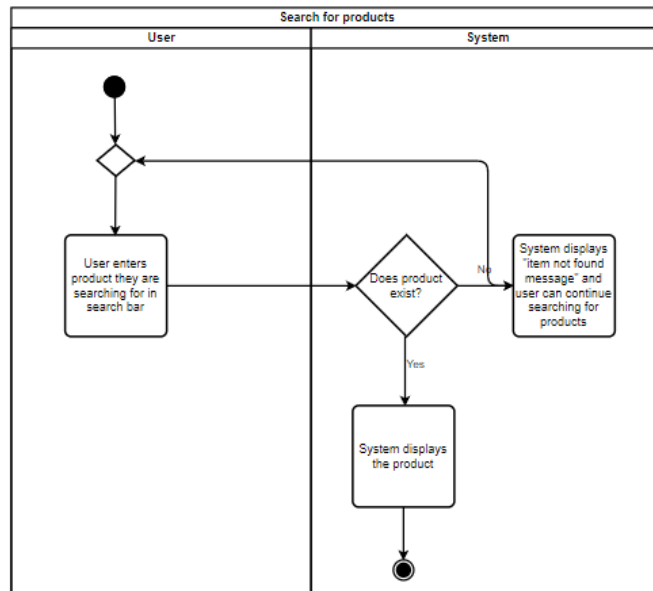 Search for products
User
System
User enters
product they are
searching for in
search bar
Does product
exist?
No
System displays
"item not found
message" and
user can continue
searching for
products
Yes
System displays
the product